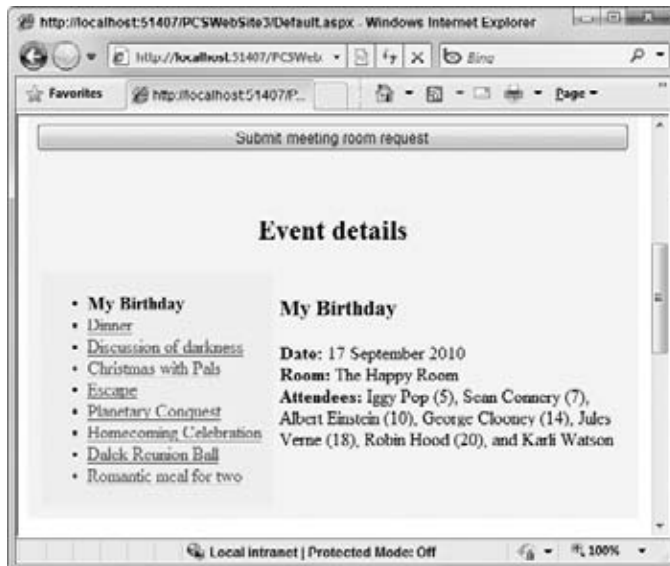 http://localhost:51407/PCSWebSite3/Default.aspx - Windows Internet Explorer
http://localhost:51407/PCSWeb: Bing
Favorites http://localhost:51407/P... Page
Submit meeting room request
Event details
• My Birthday
• Dinner
• Discussion of darkness
• Christmas with Pals
• Escape
• Planetary Conquest
• Homecoming Celebration
• Dalek Reunion Ball
• Romantic meal for two
My Birthday
Date: 17 September 2010
Room: The Happy Room
Attendees: Iggy Pop (5), Sean Connery (7),
Albert Einstein (10), George Clooney (14), Jules
Verne (18), Robin Hood (20), and Karli Watson
Local intranet | Protected Mode: Off 100%